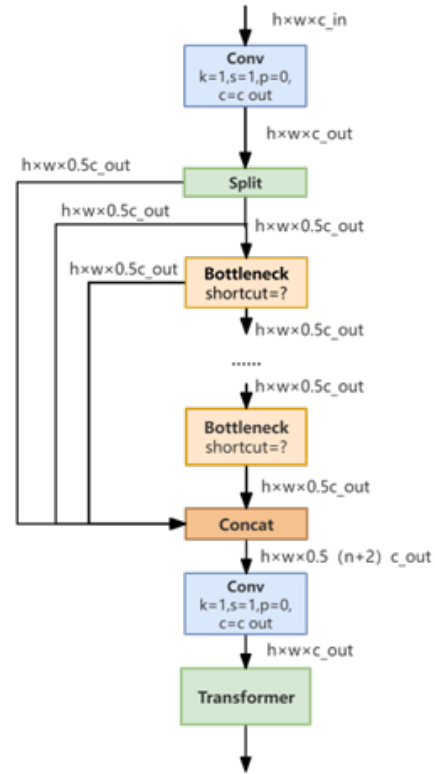 h×w×c_in
Conv
k=1,s=1,p=0,
c=c out
h×w×c_out
h×w×0.5c_out
Split
h×w×0.5c_out
h×w×0.5c_out
h×w×0.5c_out
Bottleneck
shortcut=?
h×w×0.5c_out
......
h×w×0.5c_out
Bottleneck
shortcut=?
h×w×0.5c_out
Concat
h×w×0.5（n+2）c_out
Conv
k=1,s=1,p=0,
c=c out
h×w×c_out
Transformer